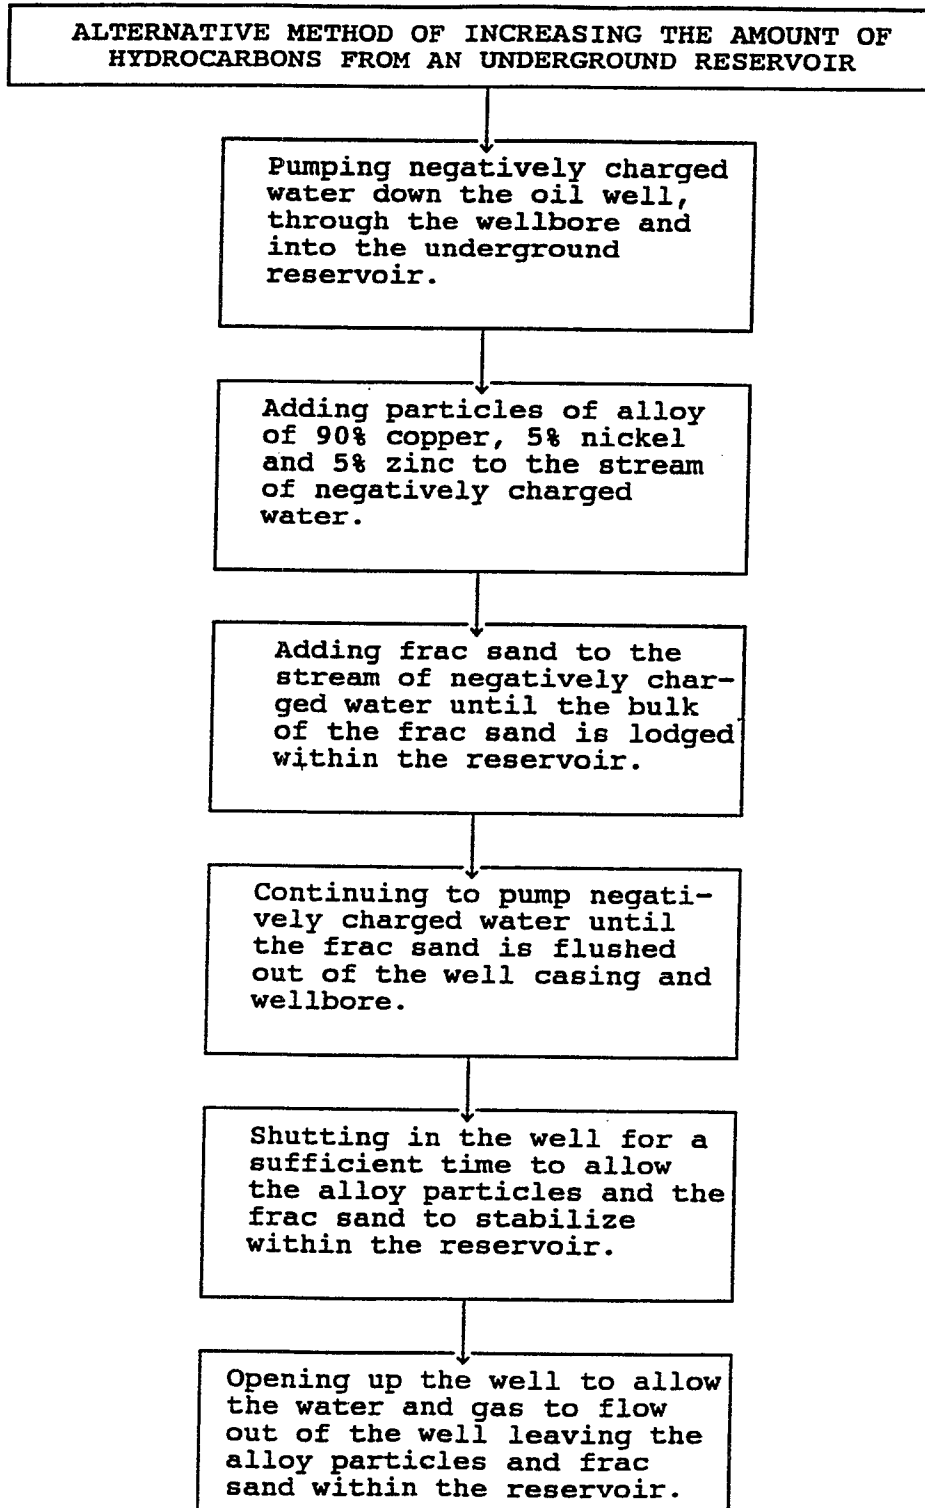 ALTERNATIVE METHOD OF INCREASING THE AMOUNT OF
HYDROCARBONS FROM AN UNDERGROUND RESERVOIR
Pumping negatively charged
water down the oil well,
through the wellbore and
into the underground
reservoir.
Adding particles of alloy
of 90% copper, 5% nickel
and 5% zinc to the stream
of negatively charged
water.
Adding frac sand to the
stream of negatively char-
ged water until the bulk
of the frac sand is lodged
within the reservoir.
Continuing to pump negati-
vely charged water until
the frac sand is flushed
out of the well casing and
wellbore.
Shutting in the well for a
sufficient time to allow
the alloy particles and the
frac sand to stabilize
within the reservoir.
Opening up the well to allow
the water and gas to flow
out of the well leaving the
alloy particles and frac
sand within the reservoir.